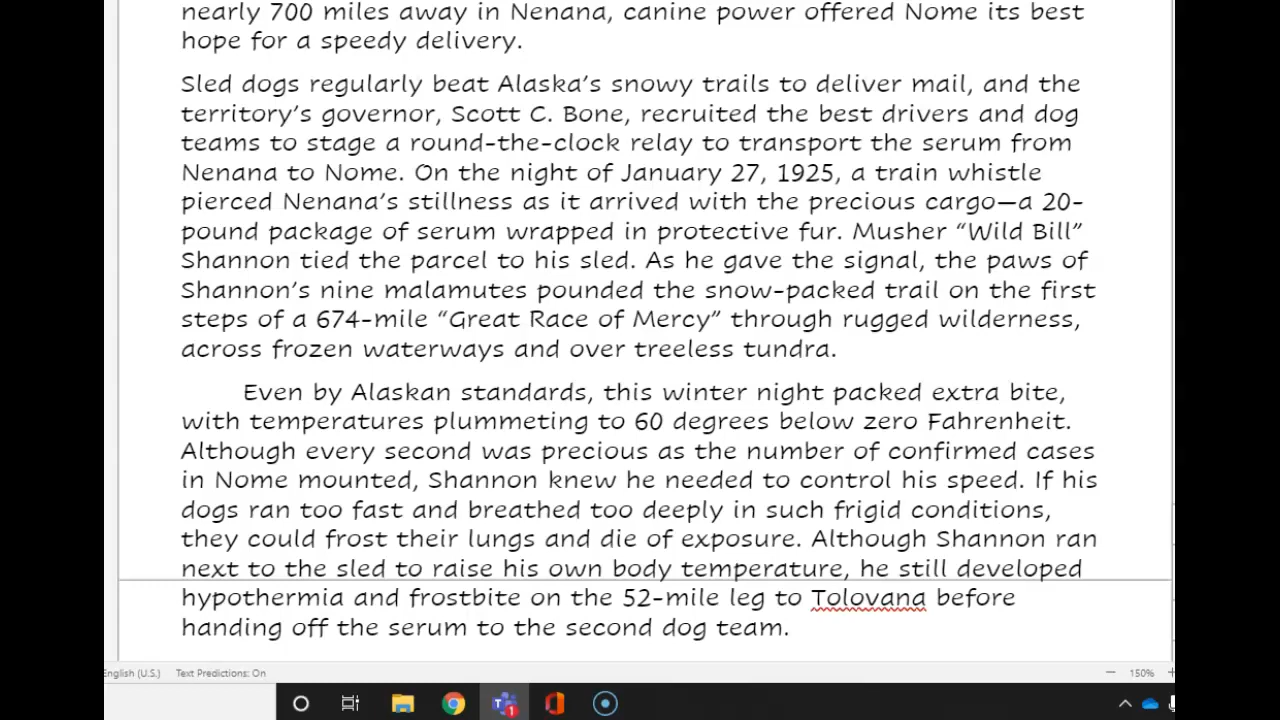 nearly 700 miles away in Nenana, canine power offered Nome its best
hope for a speedy delivery.
Sled dogs regularly beat Alaska’s snowy trails to deliver mail, and the
territory’s governor, Scott C. Bone, recruited the best drivers and dog
teams to stage a round-the-clock relay to transport the serum from
Nenana to Nome. On the night of January 27, 1925, a train whistle
pierced Nenana’s stillness as it arrived with the precious cargo—a 20-
pound package of serum wrapped in protective fur. Musher “Wild Bill”
Shannon tied the parcel to his sled. As he gave the signal, the paws of
Shannon’s nine malamutes pounded the snow-packed trail on the first
steps of a 674-mile “Great Race of Mercy” through rugged wilderness,
across frozen waterways and over treeless tundra.
Even by Alaskan standards, this winter night packed extra bite,
with temperatures plummeting to 60 degrees below zero Fahrenheit.
Although every second was precious as the number of confirmed cases
in Nome mounted, Shannon knew he needed to control his speed. If his
dogs ran too fast and breathed too deeply in such frigid conditions,
they could frost their lungs and die of exposure. Although Shannon ran
next to the sled to raise his own body temperature, he still developed
hypothermia and frostbite on the 52-mile leg to Tolovana before
handing off the serum to the second dog team.
English (U.S.) Text Predictions: On 150%
1